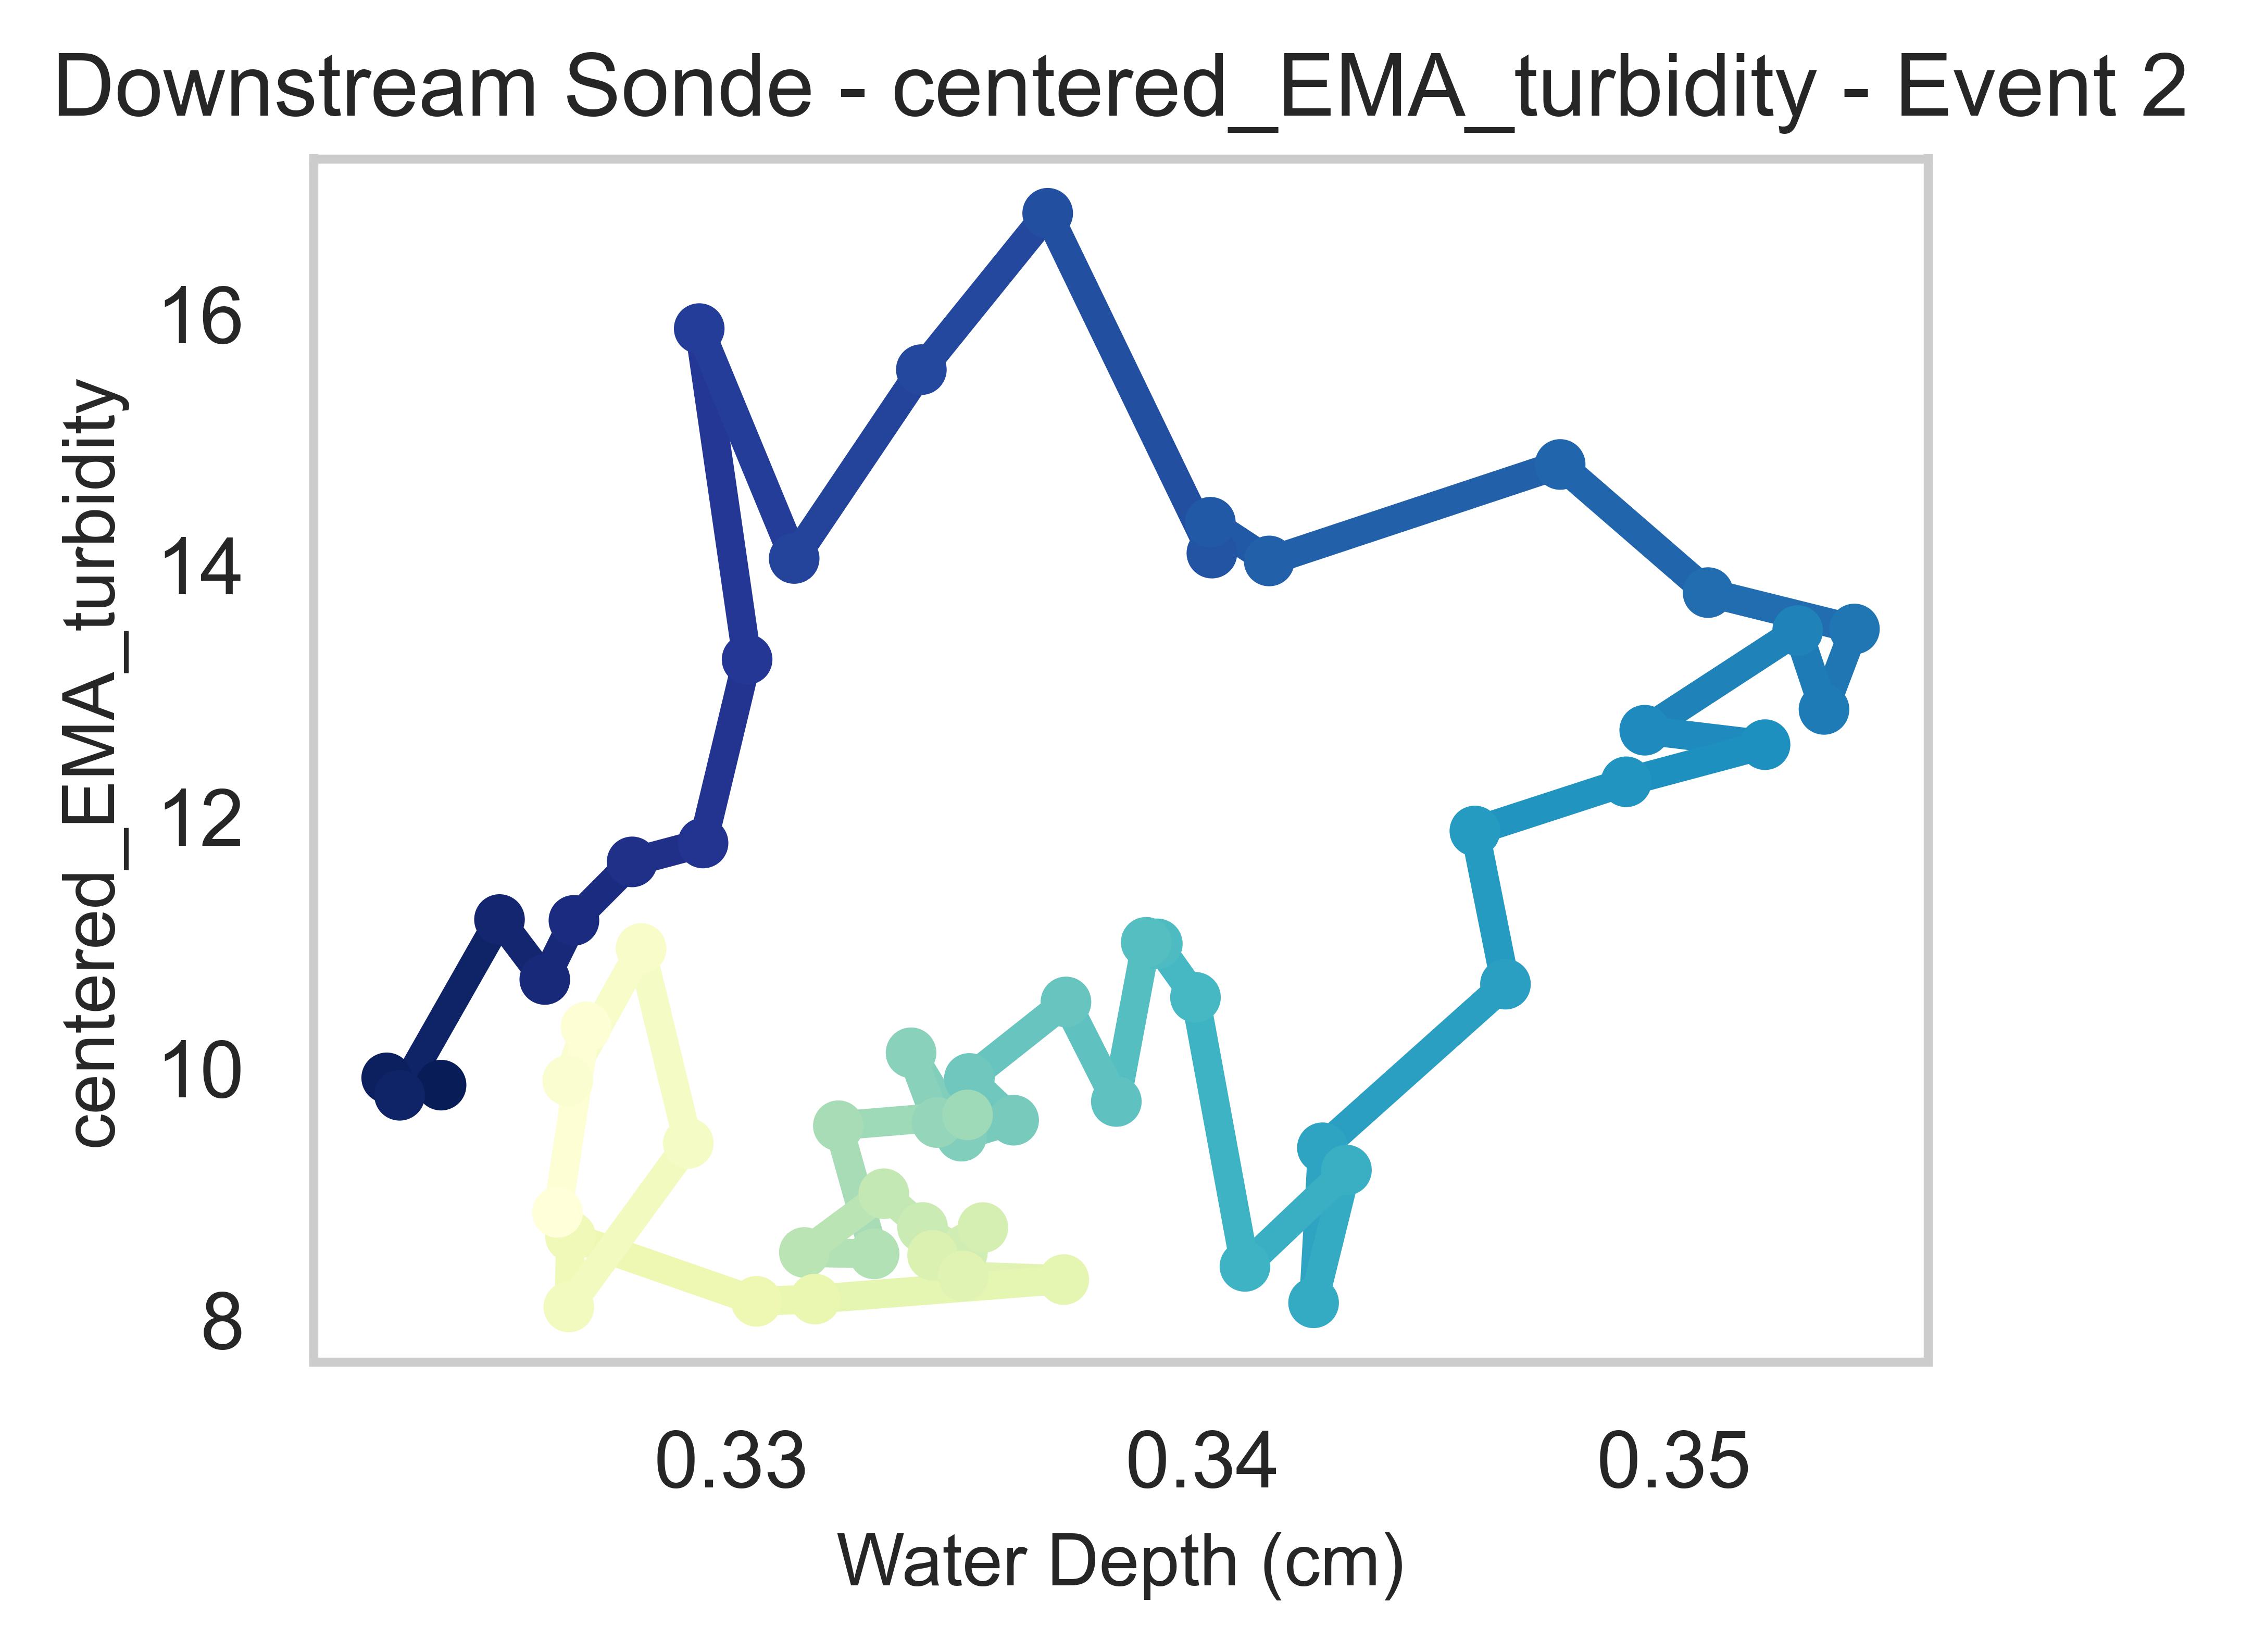 Downstream Sonde - centered_EMA_turbidity - Event 2
centered_EMA_turbidity
16
14
12
10
8
0.33 0.34 0.35
Water Depth (cm)